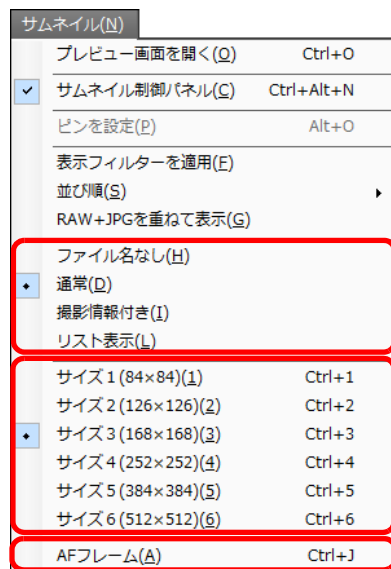 サムネイル(N)
プレビュー画面を開く(O) Ctrl+O
サムネイル制御パネル(C) Ctrl+Alt+N
ピンを設定(P) Alt+O
表示フィルターを適用(F)
並び順(S)
RAW+JPGを重ねて表示(G)
ファイル名なし(H)
通常(D)
撮影情報付き(I)
リスト表示(L)
サイズ1(84×84)(1) Ctrl+1
サイズ2(126×126)(2) Ctrl+2
サイズ3(168×168)(3) Ctrl+3
サイズ4(252×252)(4) Ctrl+4
サイズ5(384×384)(5) Ctrl+5
サイズ6(512×512)(6) Ctrl+6
AFフレーム(A) Ctrl+J